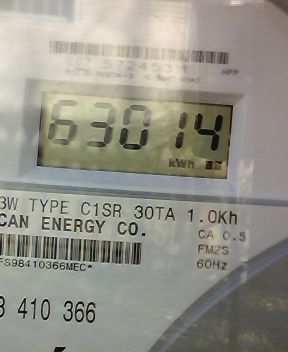 63014
kWh
3W TYPE C1SR 30TA 1.0Kh
CAN ENERGY CO.
CA 0.5
FM2S
60Hz
FS98410366MEC*
8 410 366